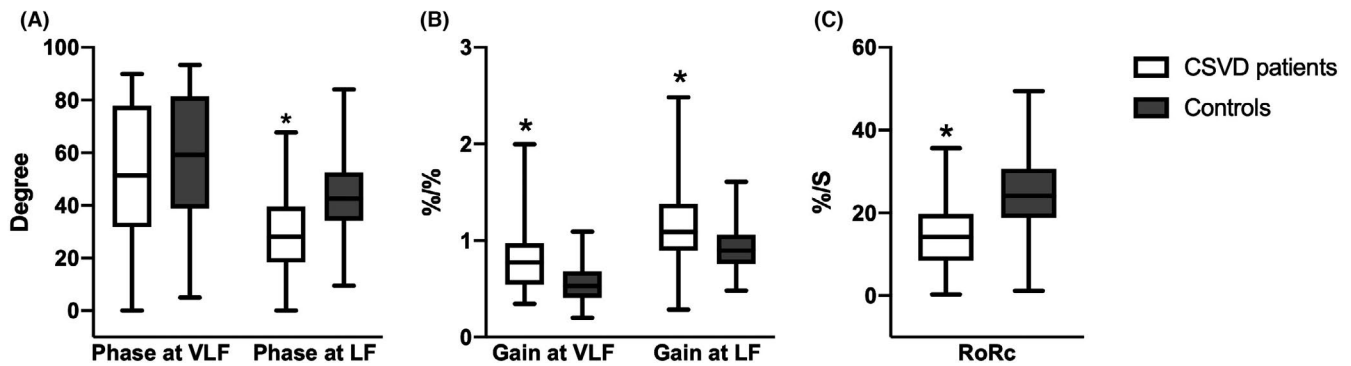 (A)
100
80
60
40
20
0
Degree
*
Phase at VLF Phase at LF
(B)
3
2
1
0
%/%
*
*
Gain at VLF Gain at LF
(C)
60
40
20
0
%/S
*
RoRc
CSVD patients
Controls